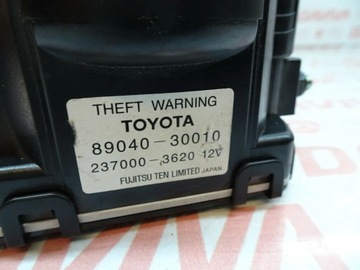 THEFT WARNING
TOYOTA
89040-30010
237000-3620 12V
FUJITSU TEN LIMITED JAPAN